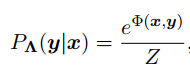 P_Λ(y|x) = e^{Φ(x,y)} / Z,